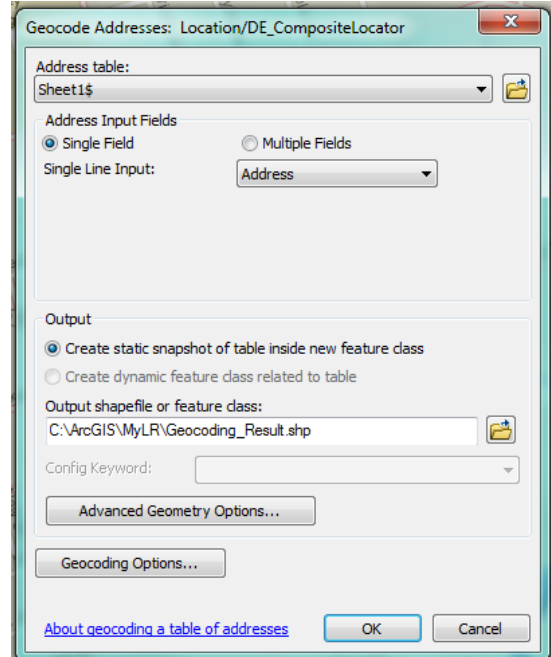 Geocode Addresses: Location/DE_CompositeLocator
Address table:
Sheet1$
Address Input Fields
Single Field Multiple Fields
Single Line Input: Address
Output
Create static snapshot of table inside new feature class
Create dynamic feature class related to table
Output shapefile or feature class:
C:\ArcGIS\MyLR\Geocoding_Result.shp
Config Keyword:
Advanced Geometry Options...
Geocoding Options...
About geocoding a table of addresses OK Cancel